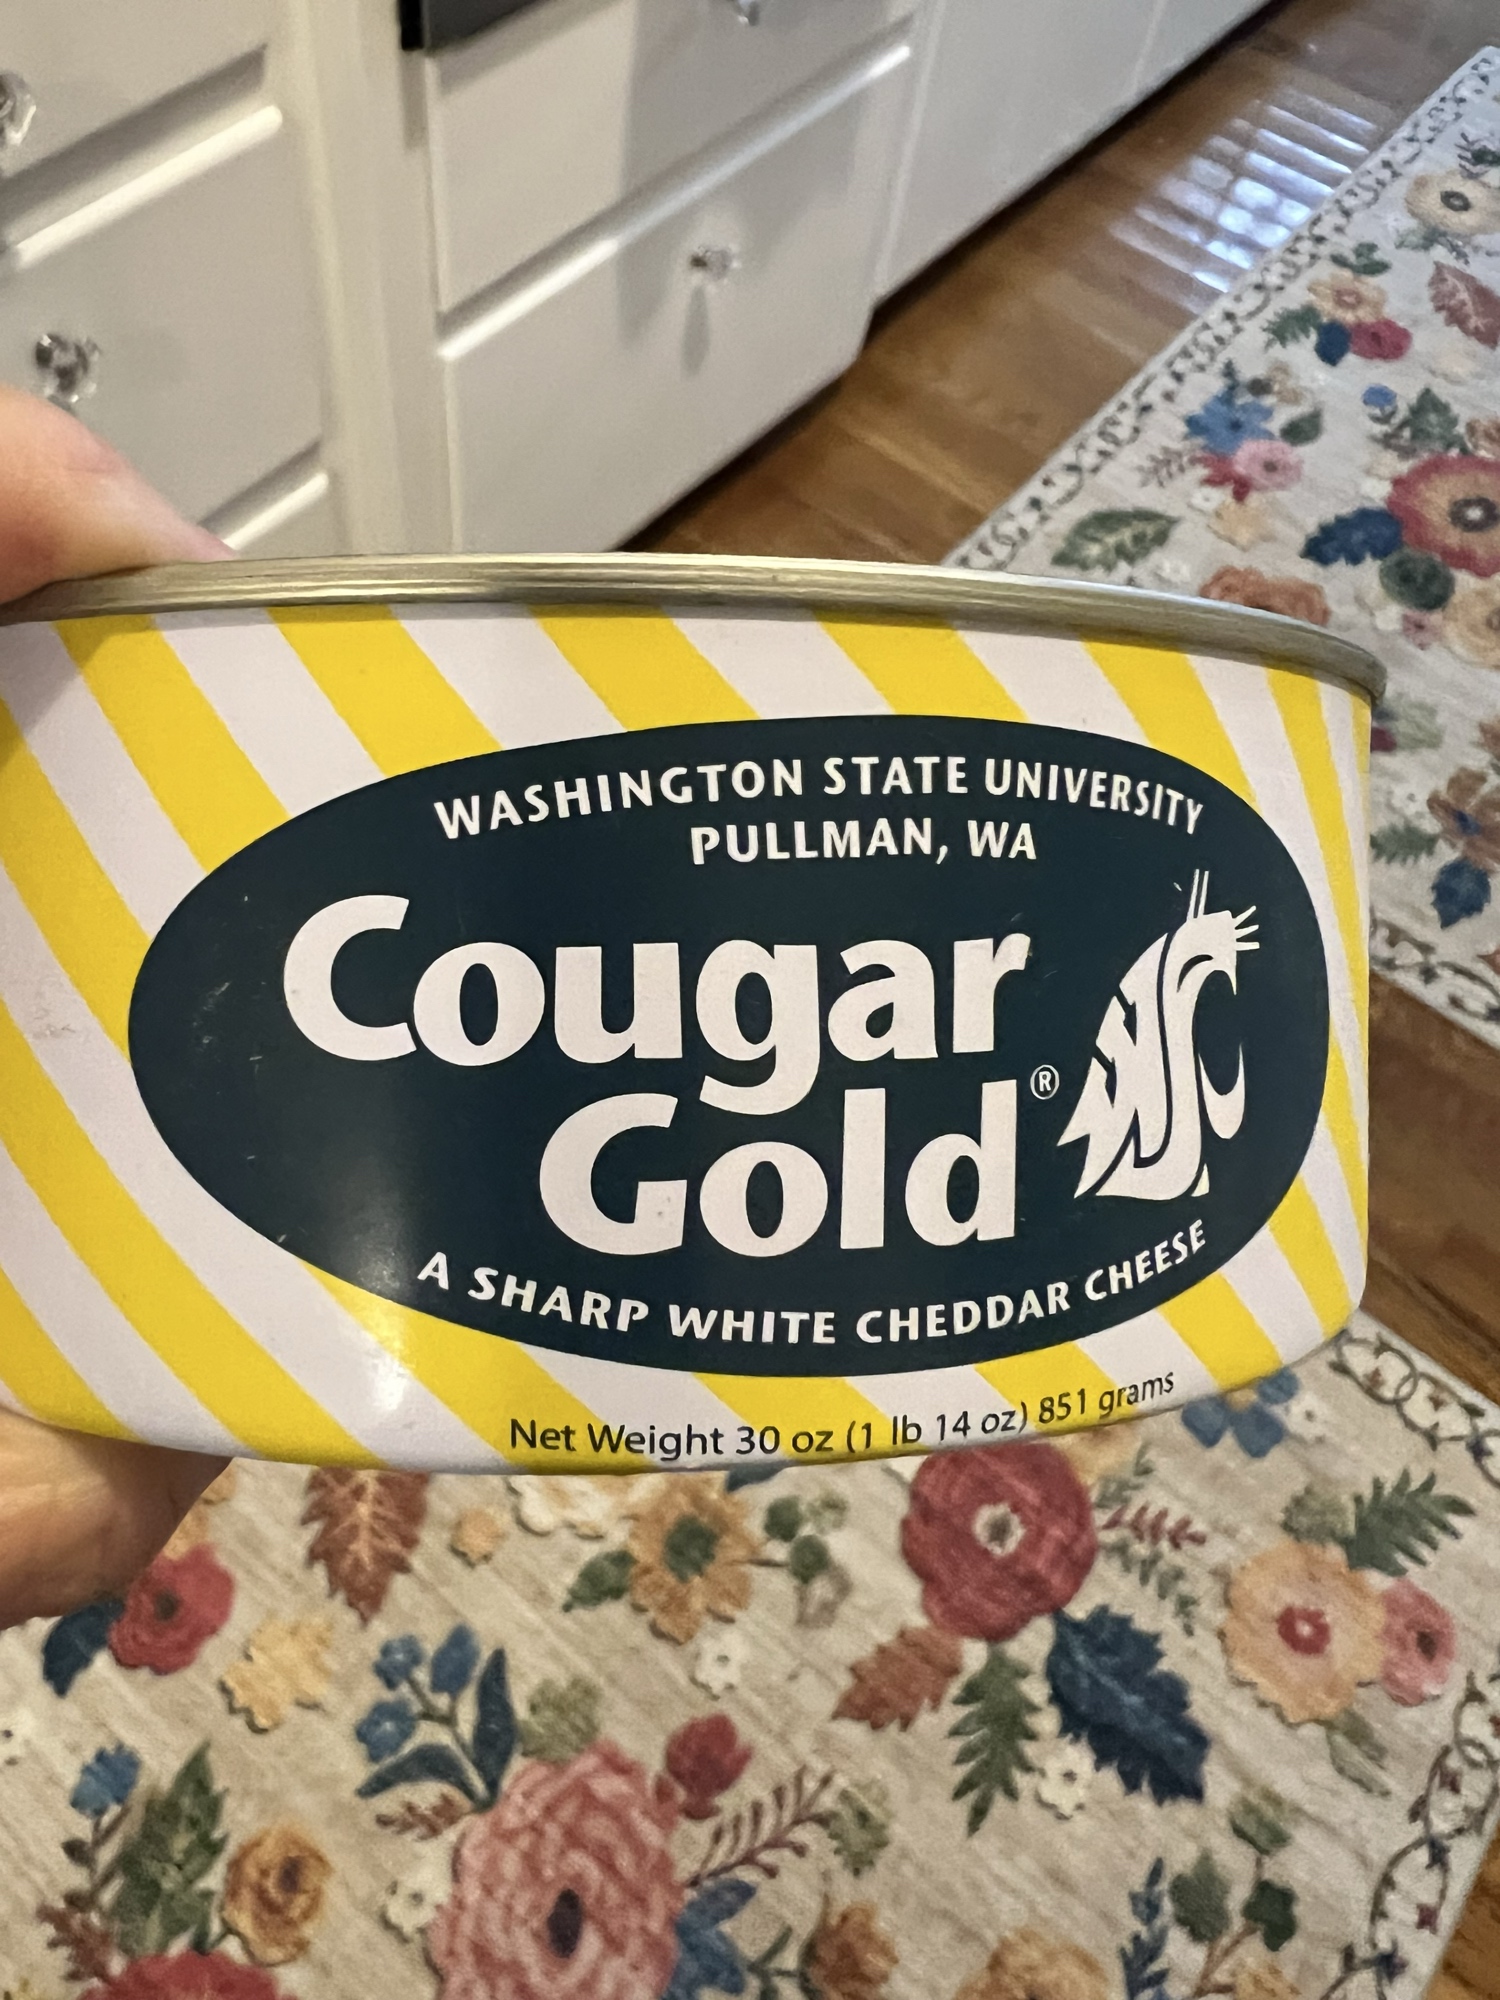 WASHINGTON STATE UNIVERSITY
PULLMAN, WA
Cougar
Gold®
WSC
A SHARP WHITE CHEDDAR CHEESE
Net Weight 30 oz (1 lb 14 oz) 851 grams